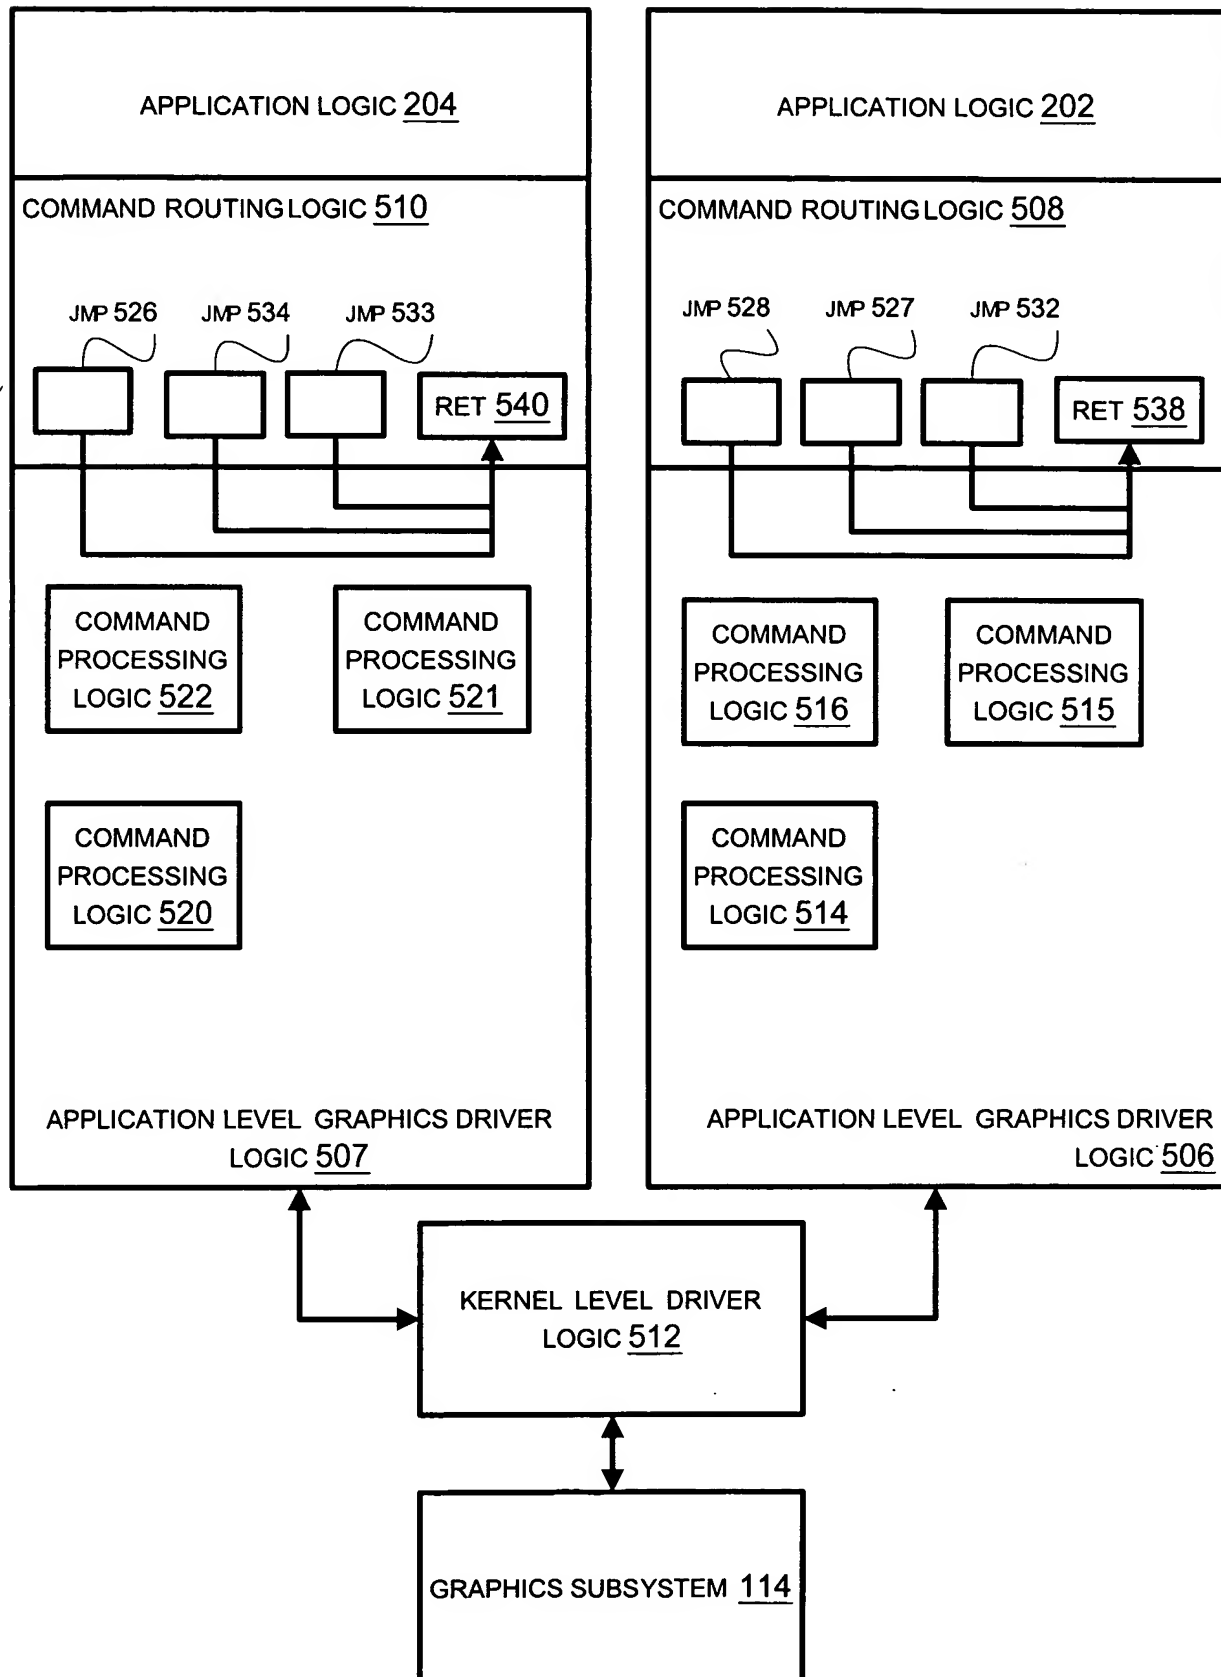 APPLICATION LOGIC 204
COMMAND ROUTING LOGIC 510
JMP 526
JMP 534
JMP 533
RET 540
COMMAND
PROCESSING
LOGIC 522
COMMAND
PROCESSING
LOGIC 521
COMMAND
PROCESSING
LOGIC 520
APPLICATION LEVEL GRAPHICS DRIVER
LOGIC 507
APPLICATION LOGIC 202
COMMAND ROUTING LOGIC 508
JMP 528
JMP 527
JMP 532
RET 538
COMMAND
PROCESSING
LOGIC 516
COMMAND
PROCESSING
LOGIC 515
COMMAND
PROCESSING
LOGIC 514
APPLICATION LEVEL GRAPHICS DRIVER
LOGIC 506
KERNEL LEVEL DRIVER
LOGIC 512
GRAPHICS SUBSYSTEM 114